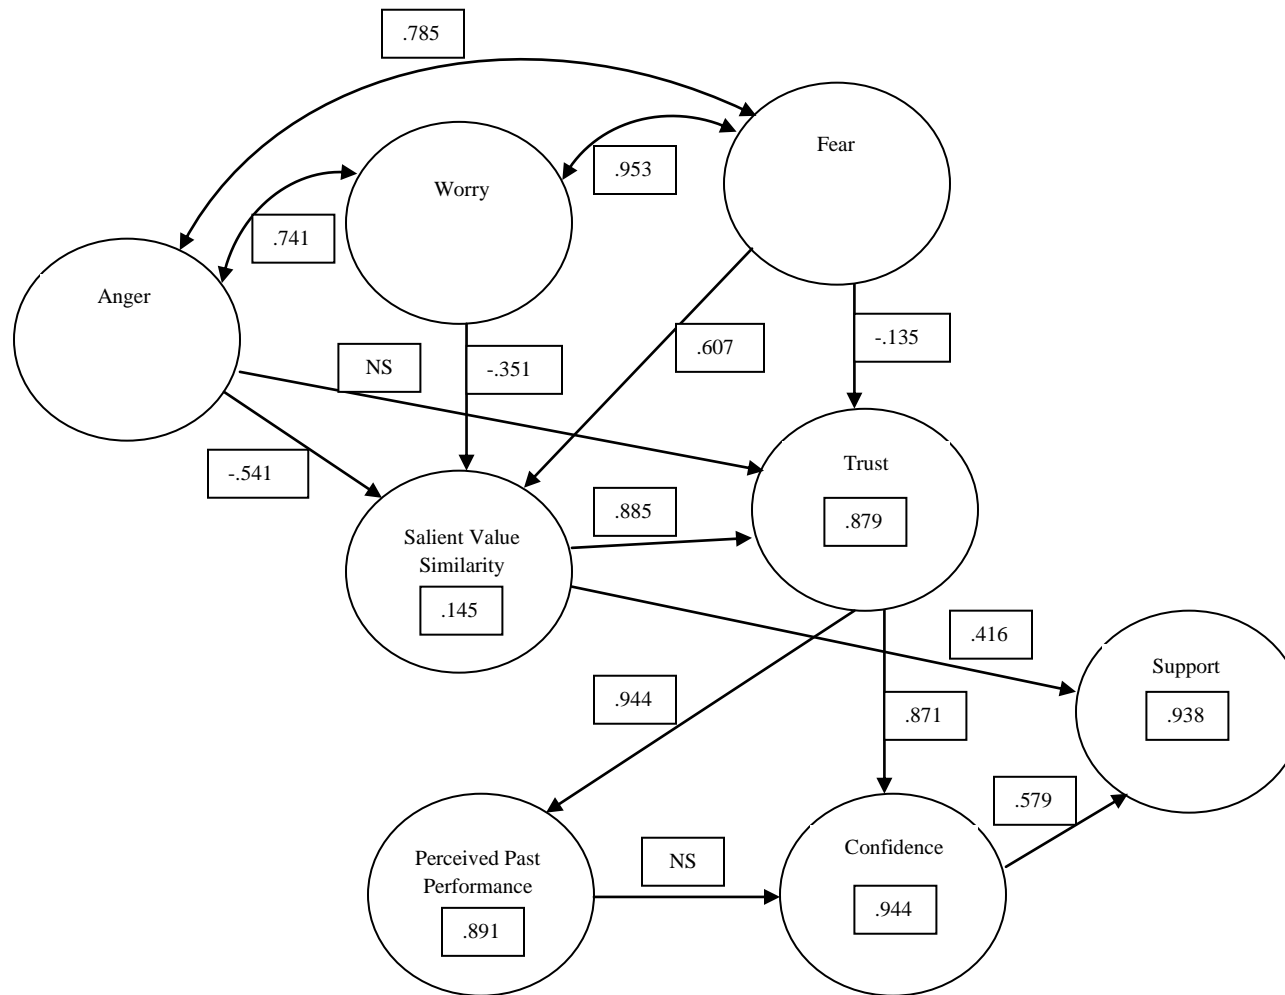 .785
Fear
.953
Worry
.741
Anger
NS
-.351
.607
-.135
-.541
Trust
.879
.885
Salient Value
Similarity
.145
.416
Support
.938
.944
.871
.579
Perceived Past
Performance
.891
NS
Confidence
.944